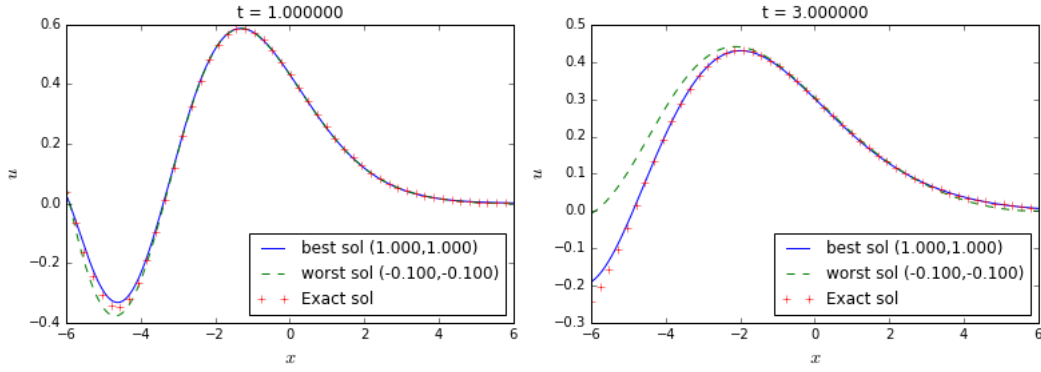 t = 1.000000
0.6
0.4
0.2
0.0
-0.2
-0.4
u
best sol (1.000,1.000)
worst sol (-0.100,-0.100)
Exact sol
-6 -4 -2 0 2 4 6
x
t = 3.000000
0.5
0.4
0.3
0.2
0.1
0.0
-0.1
-0.2
-0.3
u
best sol (1.000,1.000)
worst sol (-0.100,-0.100)
Exact sol
-6 -4 -2 0 2 4 6
x